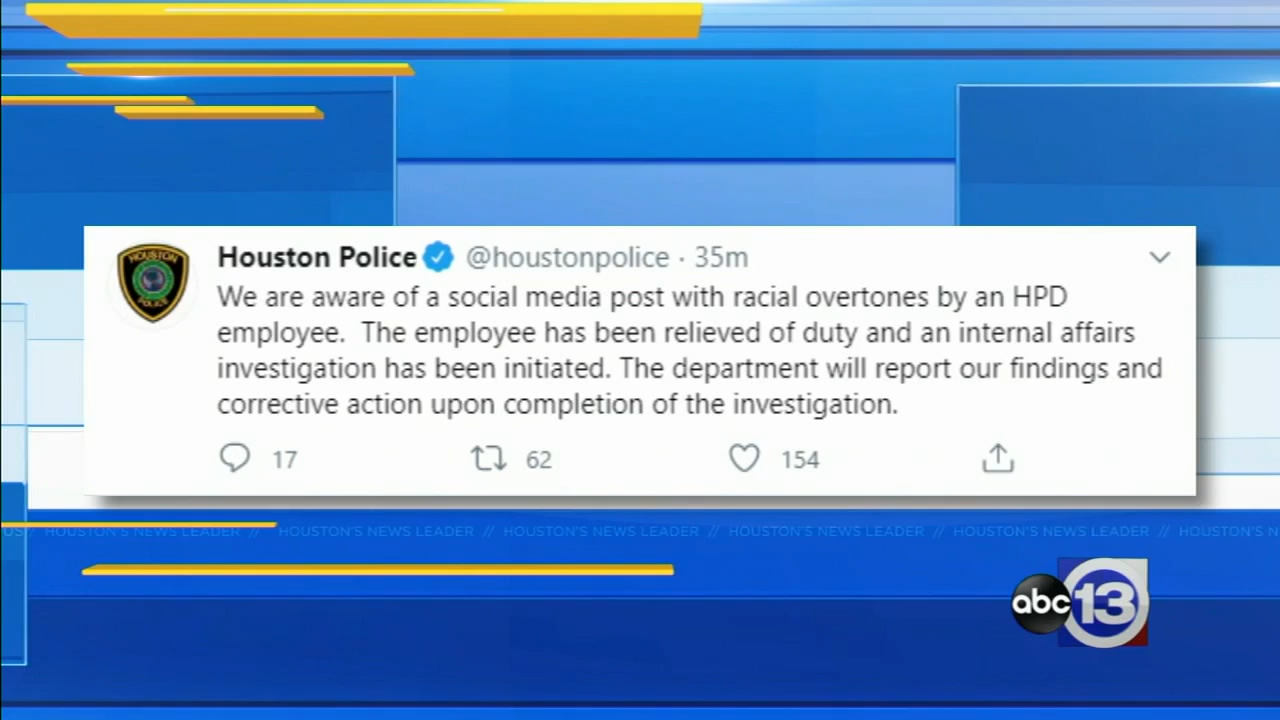 Houston Police @houstonpolice · 35m
We are aware of a social media post with racial overtones by an HPD
employee.  The employee has been relieved of duty and an internal affairs
investigation has been initiated. The department will report our findings and
corrective action upon completion of the investigation.
17 62 154
HOUSTON POLICE
HOUSTON'S NEWS LEADER // HOUSTON'S NEWS LEADER // HOUSTON'S NEWS LEADER // HOUSTON'S NEWS LEADER // HOUSTON'S NEWS LEADER // HOUSTON'S N
abc 13